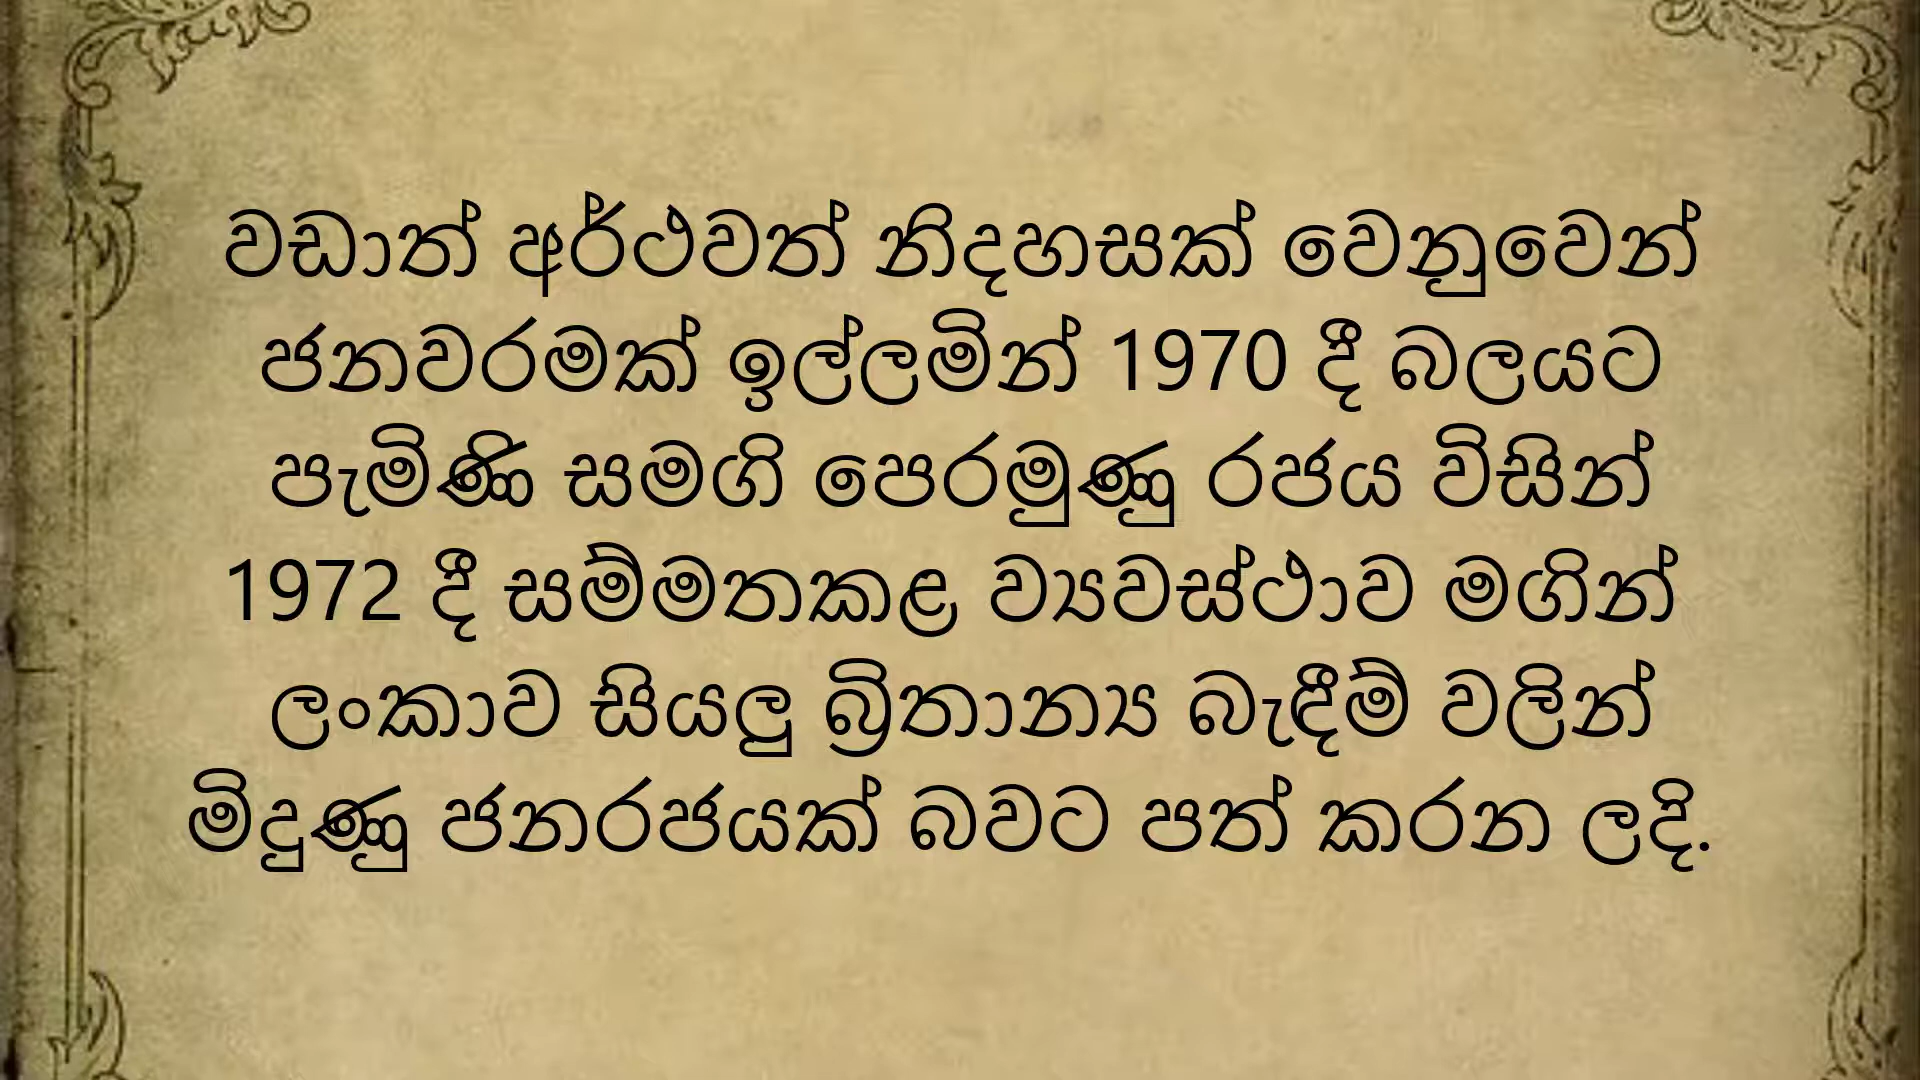 වඩාත් අර්ථවත් නිදහසක් වෙනුවෙන්
ජනවරමක් ඉල්ලමින් 1970 දී බලයට
පැමිණි සමගි පෙරමුණු රජය විසින්
1972 දී සම්මතකළ ව්‍යවස්ථාව මගින්
ලංකාව සියලු බ්‍රිතාන්‍ය බැඳීම් වලින්
මිදුණු ජනරජයක් බවට පත් කරන ලදි.